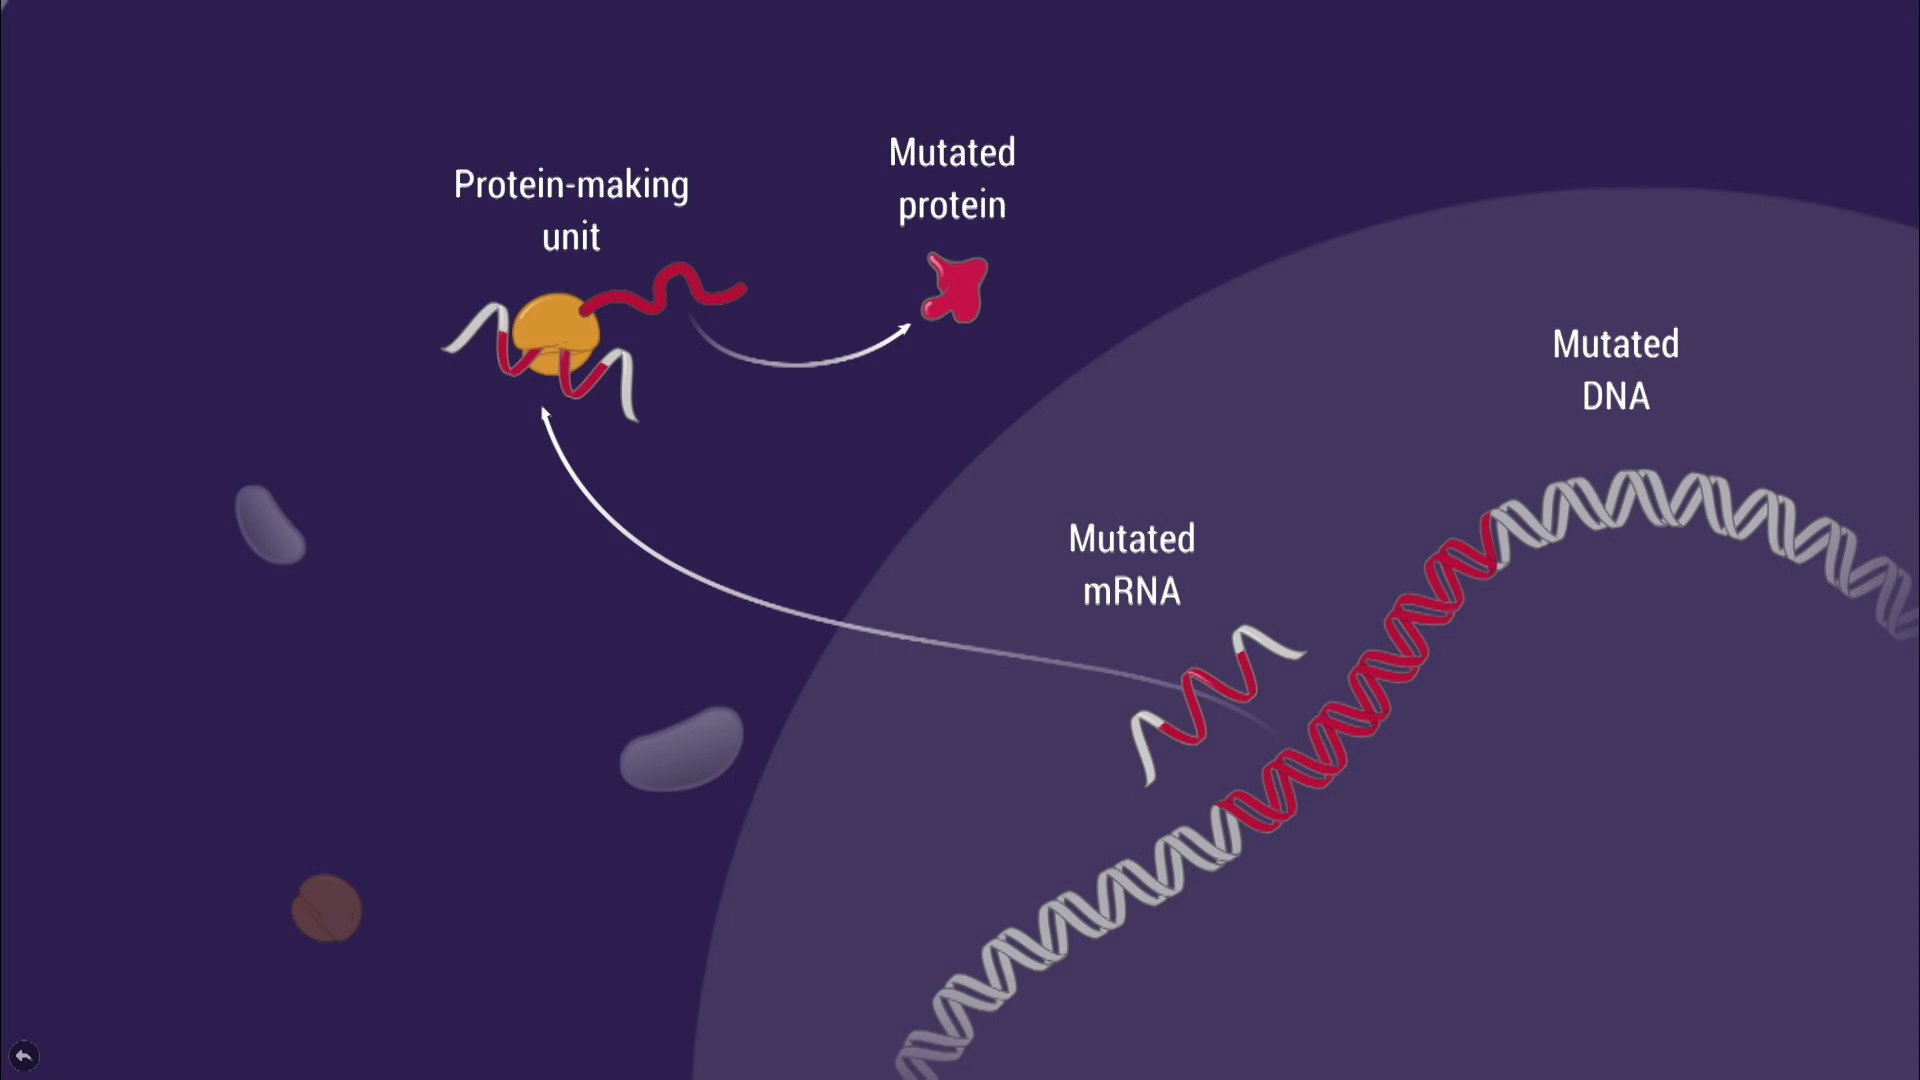 Protein-making
unit
Mutated
protein
Mutated
DNA
Mutated
mRNA